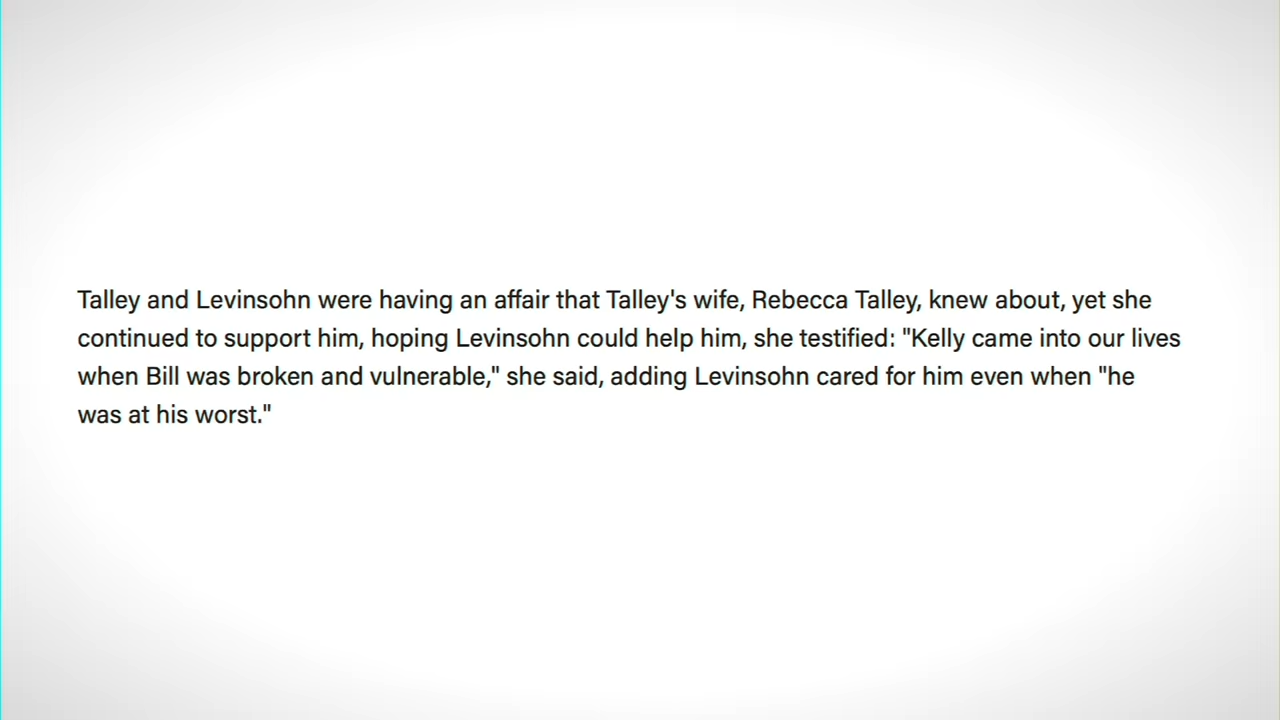 Talley and Levinsohn were having an affair that Talley's wife, Rebecca Talley, knew about, yet she
continued to support him, hoping Levinsohn could help him, she testified: "Kelly came into our lives
when Bill was broken and vulnerable," she said, adding Levinsohn cared for him even when "he
was at his worst."